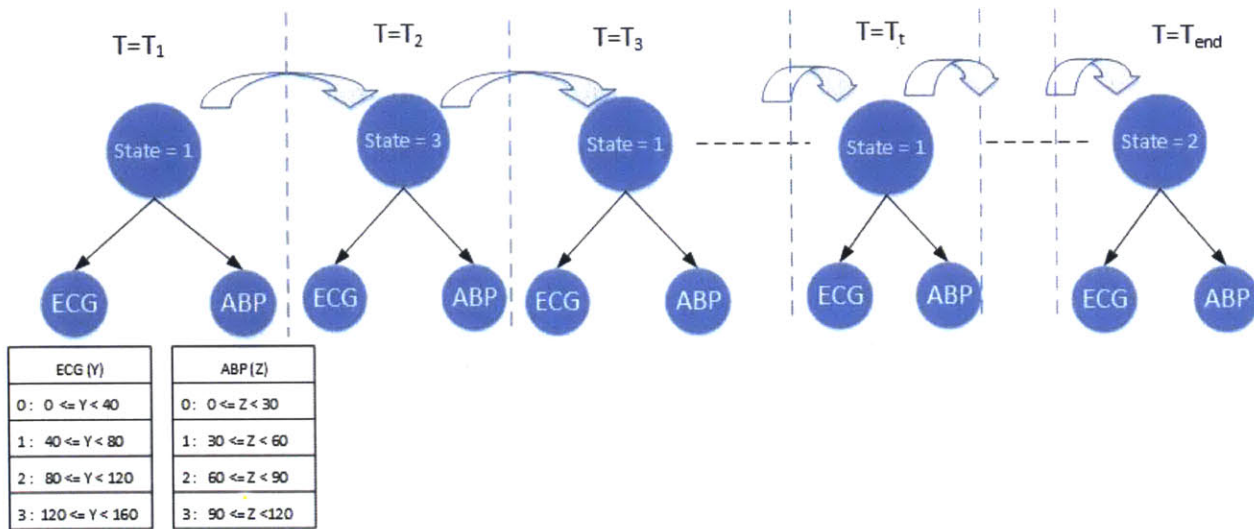 T=T1
T=T2
T=T3
T=Tt
T=Tend
State = 1
State = 3
State = 1
State = 1
State = 2
ECG
ABP
ECG
ABP
ECG
ABP
ECG
ABP
ECG
ABP
ECG (Y)
0 : 0 <= Y < 40
1 : 40 <= Y < 80
2 : 80 <= Y < 120
3 : 120 <= Y < 160
ABP (Z)
0: 0 <= Z < 30
1: 30 <= Z < 60
2: 60 <= Z < 90
3: 90 <= Z <120